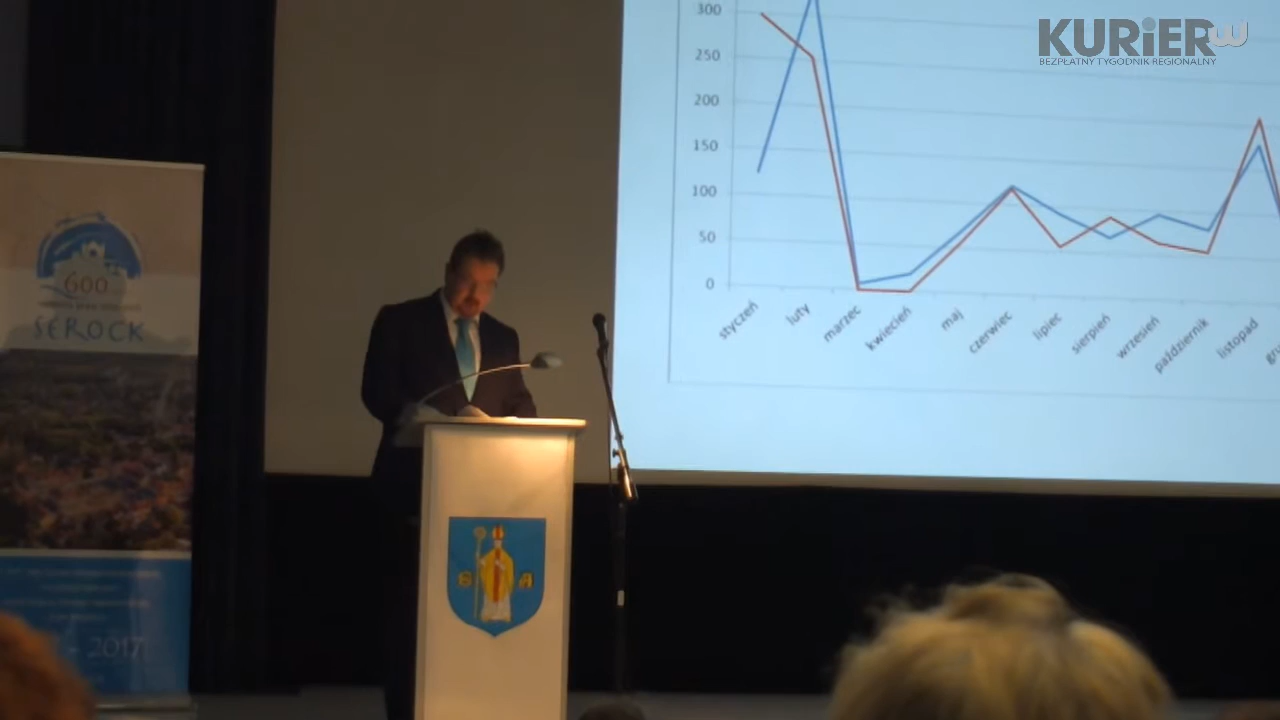 KURiER W
BEZPŁATNY TYGODNIK REGIONALNY
300
250
200
150
100
50
0
styczeń
luty
marzec
kwiecień
maj
czerwiec
lipiec
sierpień
wrzesień
październik
listopad
600
SEROCK
- 2017
S A